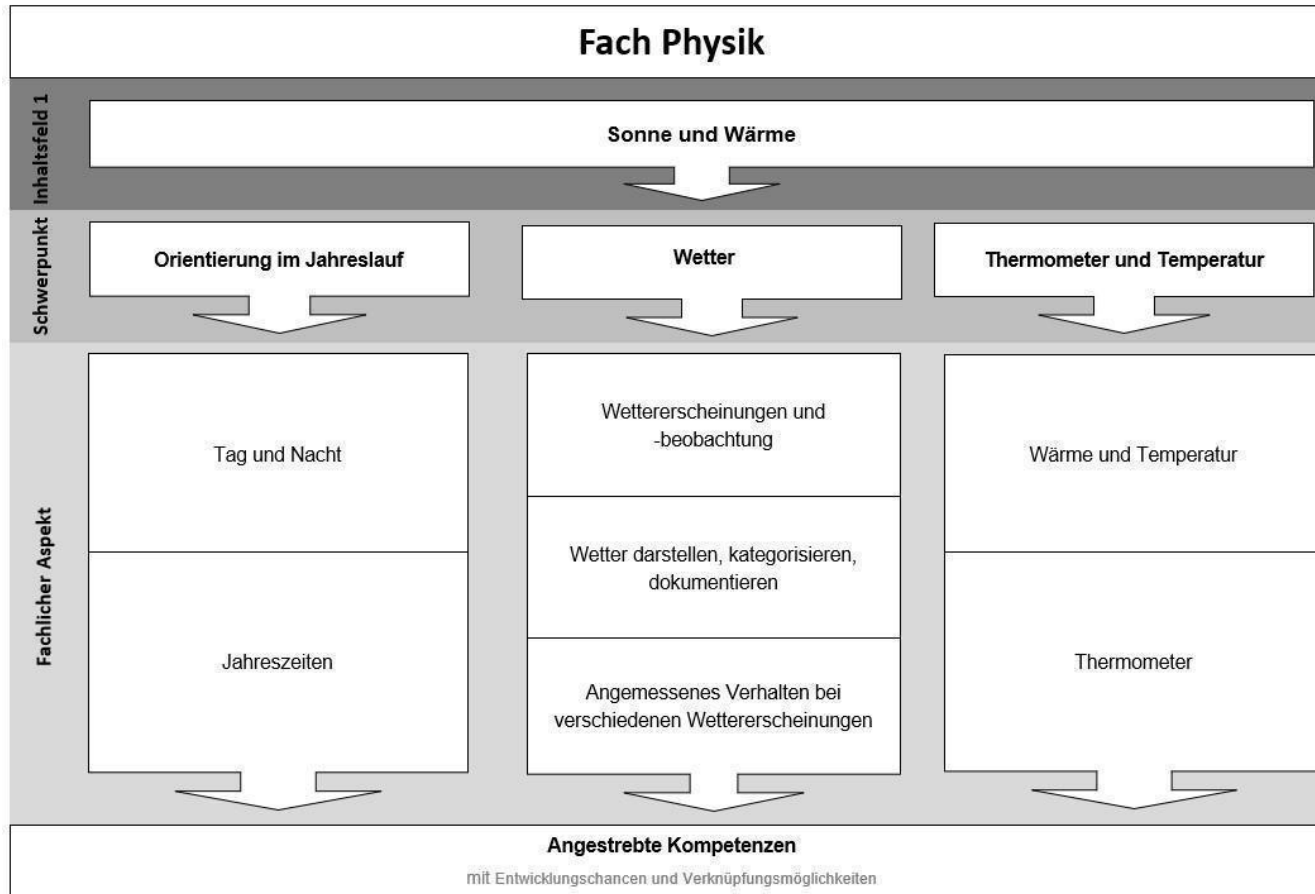 Fach Physik
Inhaltsfeld 1
Sonne und Wärme
Schwerpunkt
Orientierung im Jahreslauf
Wetter
Thermometer und Temperatur
Fachlicher Aspekt
Tag und Nacht
Jahreszeiten
Wettererscheinungen und
-beobachtung
Wetter darstellen, kategorisieren,
dokumentieren
Angemessenes Verhalten bei
verschiedenen Wettererscheinungen
Wärme und Temperatur
Thermometer
Angestrebte Kompetenzen
mit Entwicklungschancen und Verknüpfungsmöglichkeiten